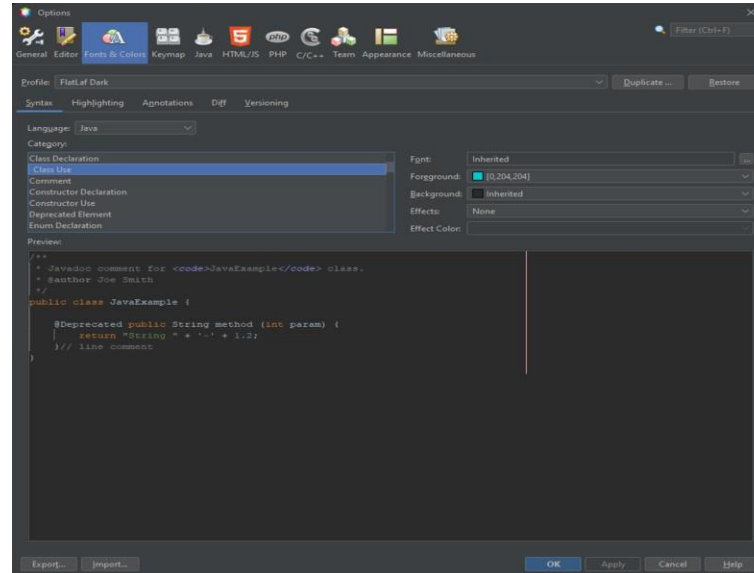 Options
Filter (Ctrl+F)
General Editor Fonts & Colors Keymap Java HTML/JS PHP C/C++ Team Appearance Miscellaneous
Profile: FlatLaf Dark
Duplicate ... Restore
Syntax Highlighting Annotations Diff Versioning
Language: Java
Category:
Class Declaration
Class Use
Comment
Constructor Declaration
Constructor Use
Deprecated Element
Enum Declaration
Font: Inherited ...
Foreground: [0,204,204]
Background: Inherited
Effects: None
Effect Color:
Preview:
/**
* Javadoc comment for <code>JavaExample</code> class.
* @author Joe Smith
*/
public class JavaExample {
@Deprecated public String method (int param) {
return "String " + '-' + 1.2;
}// line comment
}
Export... Import... OK Apply Cancel Help